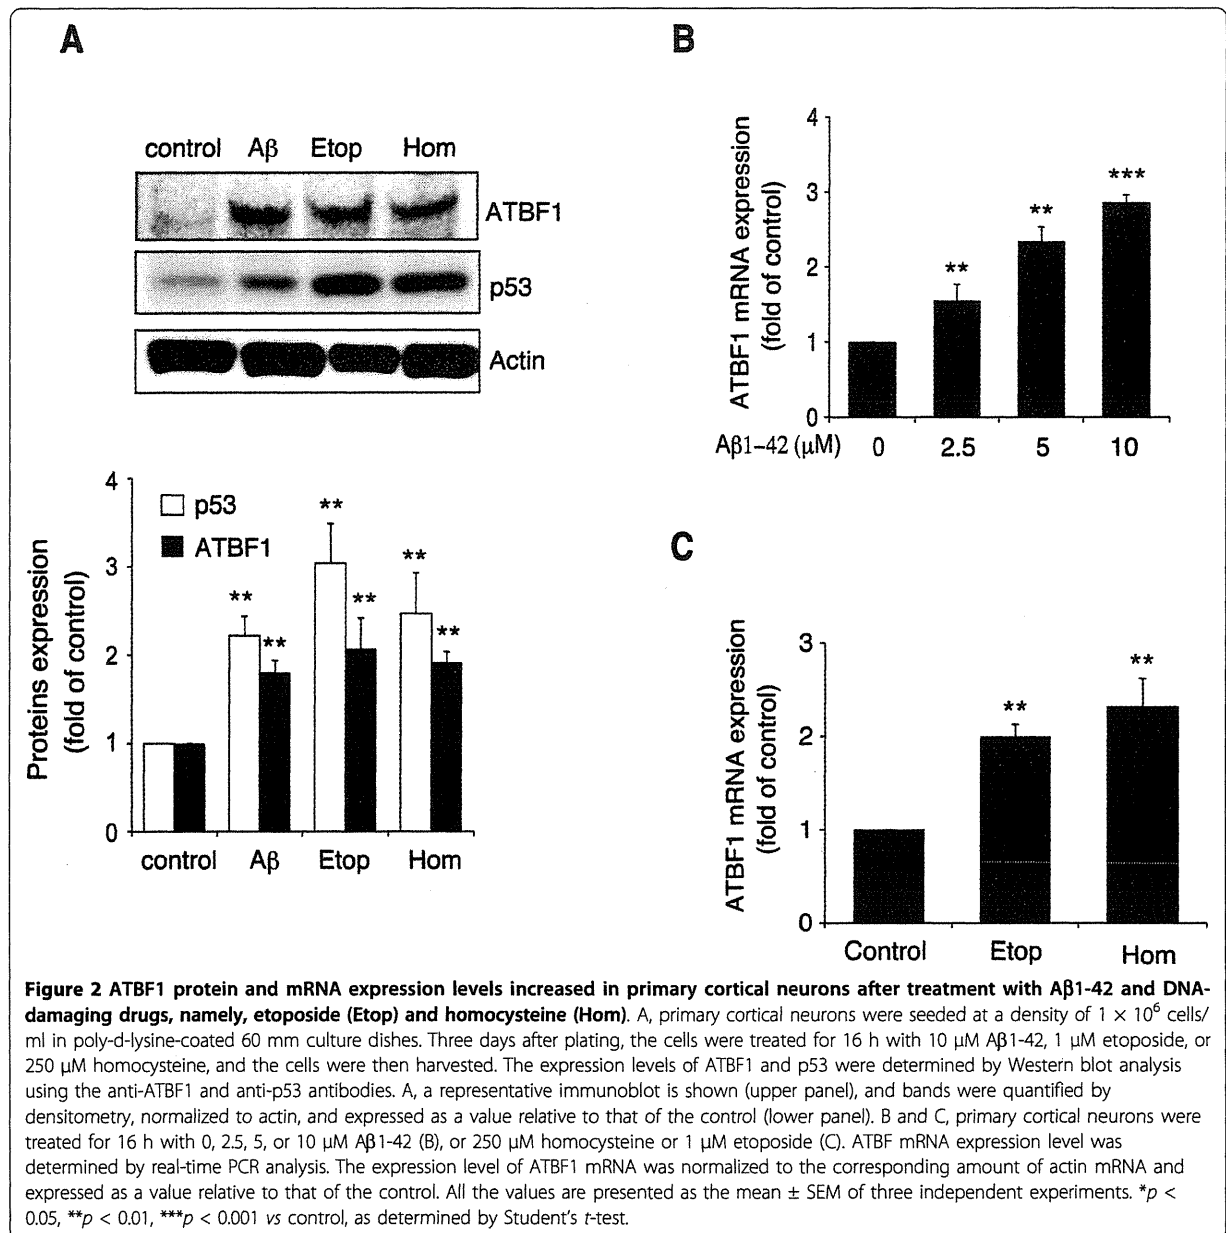 A
control Aβ Etop Hom
ATBF1
p53
Actin
4
3
2
1
0
Proteins expression
(fold of control)
p53
ATBF1
** ** ** ** ** **
control Aβ Etop Hom
B
4
3
2
1
0
ATBF1 mRNA expression
(fold of control)
** ** ***
Aβ1-42 (μM) 0 2.5 5 10
C
3
2
1
0
ATBF1 mRNA expression
(fold of control)
** **
Control Etop Hom
Figure 2 ATBF1 protein and mRNA expression levels increased in primary cortical neurons after treatment with Aβ1-42 and DNA-
damaging drugs, namely, etoposide (Etop) and homocysteine (Hom). A, primary cortical neurons were seeded at a density of 1 × 10⁶ cells/
ml in poly-d-lysine-coated 60 mm culture dishes. Three days after plating, the cells were treated for 16 h with 10 μM Aβ1-42, 1 μM etoposide, or
250 μM homocysteine, and the cells were then harvested. The expression levels of ATBF1 and p53 were determined by Western blot analysis
using the anti-ATBF1 and anti-p53 antibodies. A, a representative immunoblot is shown (upper panel), and bands were quantified by
densitometry, normalized to actin, and expressed as a value relative to that of the control (lower panel). B and C, primary cortical neurons were
treated for 16 h with 0, 2.5, 5, or 10 μM Aβ1-42 (B), or 250 μM homocysteine or 1 μM etoposide (C). ATBF mRNA expression level was
determined by real-time PCR analysis. The expression level of ATBF1 mRNA was normalized to the corresponding amount of actin mRNA and
expressed as a value relative to that of the control. All the values are presented as the mean ± SEM of three independent experiments. *p <
0.05, **p < 0.01, ***p < 0.001 vs control, as determined by Student's t-test.